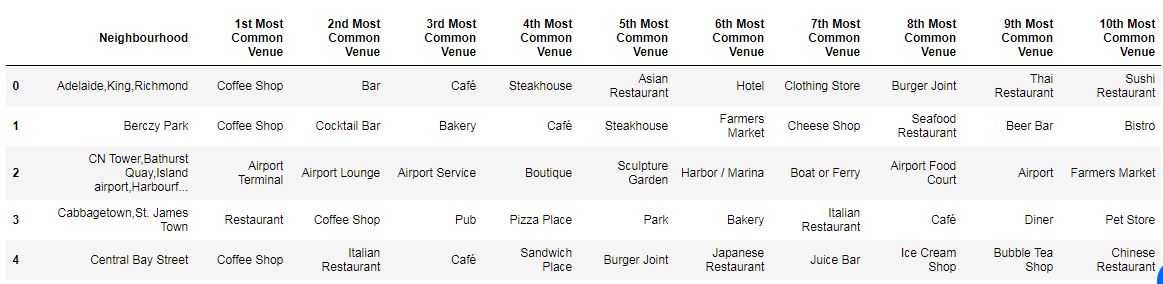 Neighbourhood 1st Most Common Venue 2nd Most Common Venue 3rd Most Common Venue 4th Most Common Venue 5th Most Common Venue 6th Most Common Venue 7th Most Common Venue 8th Most Common Venue 9th Most Common Venue 10th Most Common Venue
0 Adelaide,King,Richmond Coffee Shop Bar Café Steakhouse Asian Restaurant Hotel Clothing Store Burger Joint Thai Restaurant Sushi Restaurant
1 Berczy Park Coffee Shop Cocktail Bar Bakery Café Steakhouse Farmers Market Cheese Shop Seafood Restaurant Beer Bar Bistro
2 CN Tower,Bathurst Quay,Island airport,Harbourf... Airport Terminal Airport Lounge Airport Service Boutique Sculpture Garden Harbor / Marina Boat or Ferry Airport Food Court Airport Farmers Market
3 Cabbagetown,St. James Town Restaurant Coffee Shop Pub Pizza Place Park Bakery Italian Restaurant Café Diner Pet Store
4 Central Bay Street Coffee Shop Italian Restaurant Café Sandwich Place Burger Joint Japanese Restaurant Juice Bar Ice Cream Shop Bubble Tea Shop Chinese Restaurant